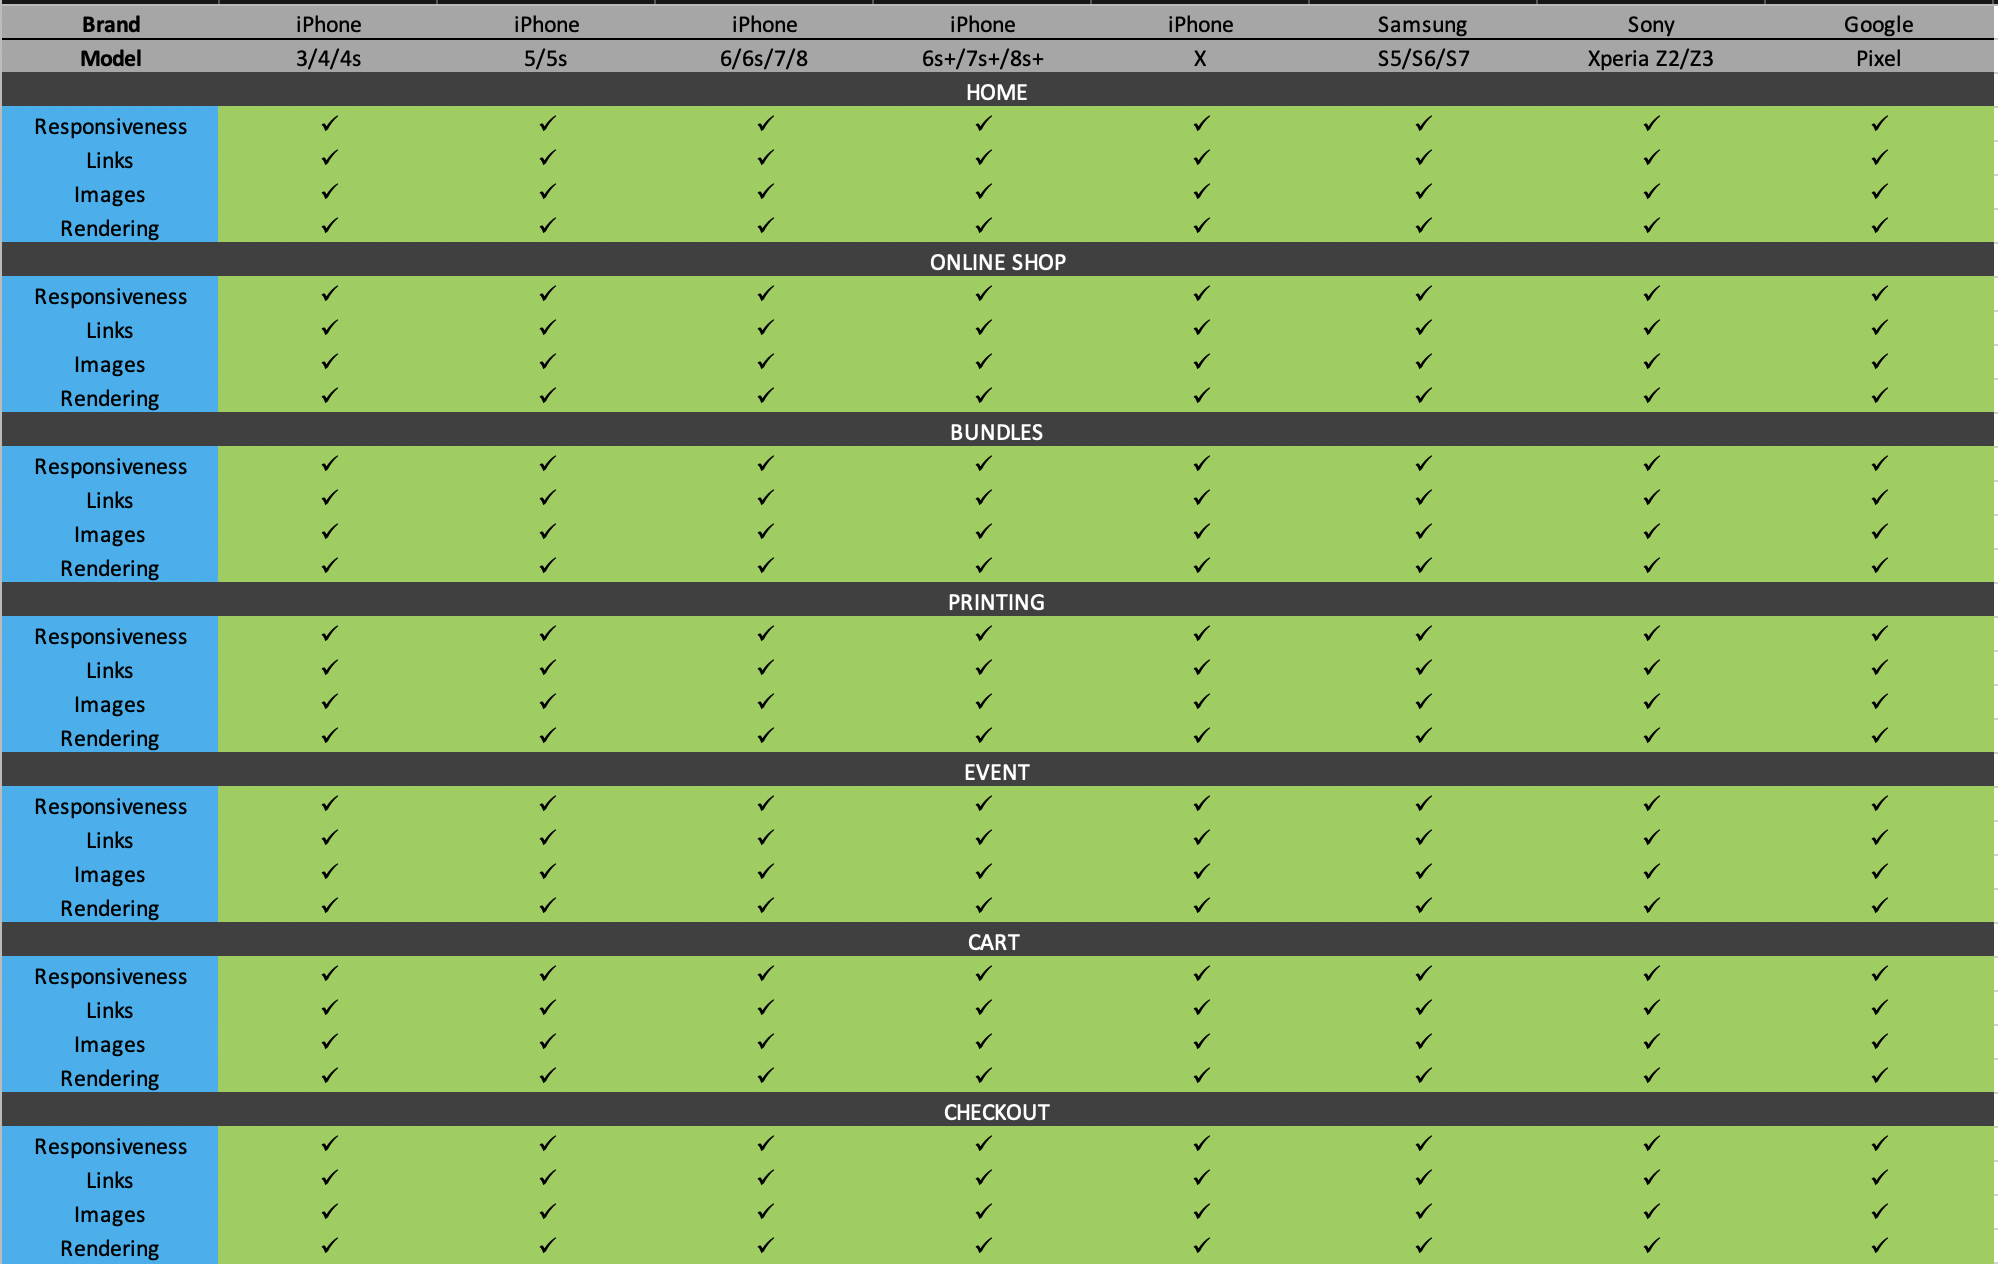 Brand iPhone iPhone iPhone iPhone iPhone Samsung Sony Google
Model 3/4/4s 5/5s 6/6s/7/8 6s+/7s+/8s+ X S5/S6/S7 Xperia Z2/Z3 Pixel
HOME
Responsiveness ✓ ✓ ✓ ✓ ✓ ✓ ✓ ✓
Links ✓ ✓ ✓ ✓ ✓ ✓ ✓ ✓
Images ✓ ✓ ✓ ✓ ✓ ✓ ✓ ✓
Rendering ✓ ✓ ✓ ✓ ✓ ✓ ✓ ✓
ONLINE SHOP
Responsiveness ✓ ✓ ✓ ✓ ✓ ✓ ✓ ✓
Links ✓ ✓ ✓ ✓ ✓ ✓ ✓ ✓
Images ✓ ✓ ✓ ✓ ✓ ✓ ✓ ✓
Rendering ✓ ✓ ✓ ✓ ✓ ✓ ✓ ✓
BUNDLES
Responsiveness ✓ ✓ ✓ ✓ ✓ ✓ ✓ ✓
Links ✓ ✓ ✓ ✓ ✓ ✓ ✓ ✓
Images ✓ ✓ ✓ ✓ ✓ ✓ ✓ ✓
Rendering ✓ ✓ ✓ ✓ ✓ ✓ ✓ ✓
PRINTING
Responsiveness ✓ ✓ ✓ ✓ ✓ ✓ ✓ ✓
Links ✓ ✓ ✓ ✓ ✓ ✓ ✓ ✓
Images ✓ ✓ ✓ ✓ ✓ ✓ ✓ ✓
Rendering ✓ ✓ ✓ ✓ ✓ ✓ ✓ ✓
EVENT
Responsiveness ✓ ✓ ✓ ✓ ✓ ✓ ✓ ✓
Links ✓ ✓ ✓ ✓ ✓ ✓ ✓ ✓
Images ✓ ✓ ✓ ✓ ✓ ✓ ✓ ✓
Rendering ✓ ✓ ✓ ✓ ✓ ✓ ✓ ✓
CART
Responsiveness ✓ ✓ ✓ ✓ ✓ ✓ ✓ ✓
Links ✓ ✓ ✓ ✓ ✓ ✓ ✓ ✓
Images ✓ ✓ ✓ ✓ ✓ ✓ ✓ ✓
Rendering ✓ ✓ ✓ ✓ ✓ ✓ ✓ ✓
CHECKOUT
Responsiveness ✓ ✓ ✓ ✓ ✓ ✓ ✓ ✓
Links ✓ ✓ ✓ ✓ ✓ ✓ ✓ ✓
Images ✓ ✓ ✓ ✓ ✓ ✓ ✓ ✓
Rendering ✓ ✓ ✓ ✓ ✓ ✓ ✓ ✓